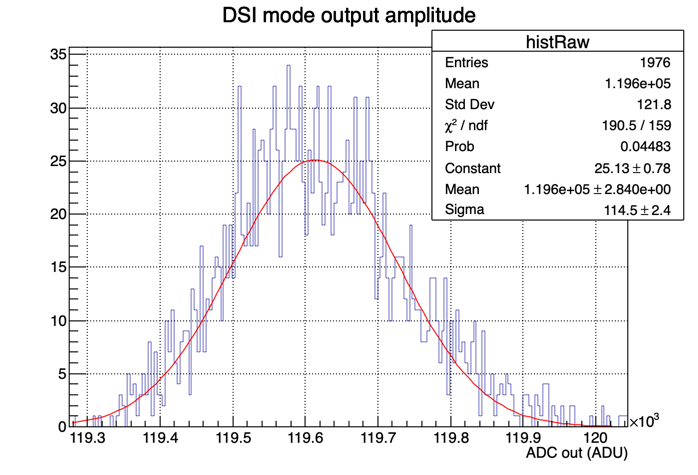 DSI mode output amplitude
histRaw
Entries 1976
Mean 1.196e+05
Std Dev 121.8
χ² / ndf 190.5 / 159
Prob 0.04483
Constant 25.13 ± 0.78
Mean 1.196e+05 ± 2.840e+00
Sigma 114.5 ± 2.4
35
30
25
20
15
10
5
0
119.3 119.4 119.5 119.6 119.7 119.8 119.9 120
×10³
ADC out (ADU)